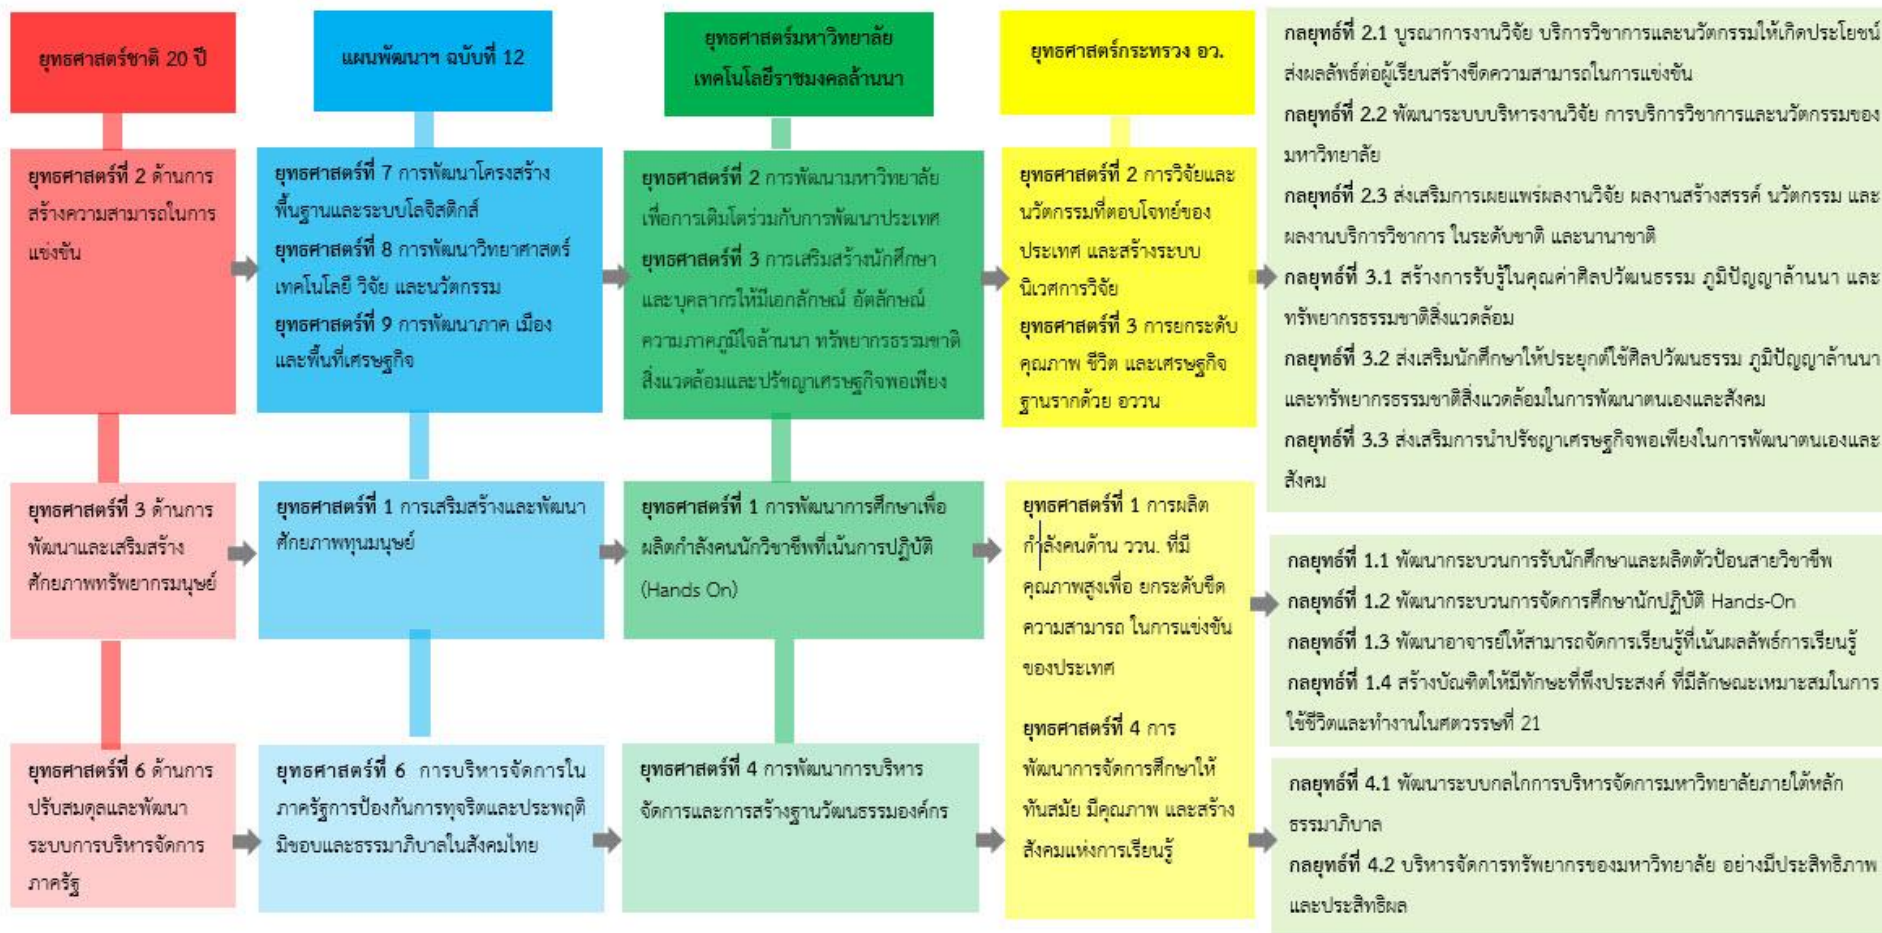 ยุทธศาสตร์ชาติ 20 ปี
แผนพัฒนาฯ ฉบับที่ 12
ยุทธศาสตร์มหาวิทยาลัย
เทคโนโลยีราชมงคลล้านนา
ยุทธศาสตร์กระทรวง อว.
ยุทธศาสตร์ที่ 2 ด้านการ
สร้างความสามารถในการ
แข่งขัน
ยุทธศาสตร์ที่ 7 การพัฒนาโครงสร้าง
พื้นฐานและระบบโลจิสติกส์
ยุทธศาสตร์ที่ 8 การพัฒนาวิทยาศาสตร์
เทคโนโลยี วิจัย และนวัตกรรม
ยุทธศาสตร์ที่ 9 การพัฒนาภาค เมือง
และพื้นที่เศรษฐกิจ
ยุทธศาสตร์ที่ 2 การพัฒนามหาวิทยาลัย
เพื่อการเติมโตร่วมกับการพัฒนาประเทศ
ยุทธศาสตร์ที่ 3 การเสริมสร้างนักศึกษา
และบุคลากรให้มีเอกลักษณ์ อัตลักษณ์
ความภาคภูมิใจล้านนา ทรัพยากรธรรมชาติ
สิ่งแวดล้อมและปรัชญาเศรษฐกิจพอเพียง
ยุทธศาสตร์ที่ 2 การวิจัยและ
นวัตกรรมที่ตอบโจทย์ของ
ประเทศ และสร้างระบบ
นิเวศการวิจัย
ยุทธศาสตร์ที่ 3 การยกระดับ
คุณภาพ ชีวิต และเศรษฐกิจ
ฐานรากด้วย อววน
กลยุทธ์ที่ 2.1 บูรณาการงานวิจัย บริการวิชาการและนวัตกรรมให้เกิดประโยชน์
ส่งผลลัพธ์ต่อผู้เรียนสร้างขีดความสามารถในการแข่งขัน
กลยุทธ์ที่ 2.2 พัฒนาระบบบริหารงานวิจัย การบริการวิชาการและนวัตกรรมของ
มหาวิทยาลัย
กลยุทธ์ที่ 2.3 ส่งเสริมการเผยแพร่ผลงานวิจัย ผลงานสร้างสรรค์ นวัตกรรม และ
ผลงานบริการวิชาการ ในระดับชาติ และนานาชาติ
กลยุทธ์ที่ 3.1 สร้างการรับรู้ในคุณค่าศิลปวัฒนธรรม ภูมิปัญญาล้านนา และ
ทรัพยากรธรรมชาติสิ่งแวดล้อม
กลยุทธ์ที่ 3.2 ส่งเสริมนักศึกษาให้ประยุกต์ใช้ศิลปวัฒนธรรม ภูมิปัญญาล้านนา
และทรัพยากรธรรมชาติสิ่งแวดล้อมในการพัฒนาตนเองและสังคม
กลยุทธ์ที่ 3.3 ส่งเสริมการนำปรัชญาเศรษฐกิจพอเพียงในการพัฒนาตนเองและ
สังคม
ยุทธศาสตร์ที่ 3 ด้านการ
พัฒนาและเสริมสร้าง
ศักยภาพทรัพยากรมนุษย์
ยุทธศาสตร์ที่ 1 การเสริมสร้างและพัฒนา
ศักยภาพทุนมนุษย์
ยุทธศาสตร์ที่ 1 การพัฒนาการศึกษาเพื่อ
ผลิตกำลังคนนักวิชาชีพที่เน้นการปฏิบัติ
(Hands On)
ยุทธศาสตร์ที่ 1 การผลิต
กำลังคนด้าน ววน. ที่มี
คุณภาพสูงเพื่อ ยกระดับขีด
ความสามารถ ในการแข่งขัน
ของประเทศ
กลยุทธ์ที่ 1.1 พัฒนากระบวนการรับนักศึกษาและผลิตตัวป้อนสายวิชาชีพ
กลยุทธ์ที่ 1.2 พัฒนากระบวนการจัดการศึกษานักปฏิบัติ Hands-On
กลยุทธ์ที่ 1.3 พัฒนาอาจารย์ให้สามารถจัดการเรียนรู้ที่เน้นผลลัพธ์การเรียนรู้
กลยุทธ์ที่ 1.4 สร้างบัณฑิตให้มีทักษะที่พึงประสงค์ ที่มีลักษณะเหมาะสมในการ
ใช้ชีวิตและทำงานในศตวรรษที่ 21
ยุทธศาสตร์ที่ 6 ด้านการ
ปรับสมดุลและพัฒนา
ระบบการบริหารจัดการ
ภาครัฐ
ยุทธศาสตร์ที่ 6 การบริหารจัดการใน
ภาครัฐการป้องกันการทุจริตและประพฤติ
มิชอบและธรรมาภิบาลในสังคมไทย
ยุทธศาสตร์ที่ 4 การพัฒนาการบริหาร
จัดการและการสร้างฐานวัฒนธรรมองค์กร
ยุทธศาสตร์ที่ 4 การ
พัฒนาการจัดการศึกษาให้
ทันสมัย มีคุณภาพ และสร้าง
สังคมแห่งการเรียนรู้
กลยุทธ์ที่ 4.1 พัฒนาระบบกลไกการบริหารจัดการมหาวิทยาลัยภายใต้หลัก
ธรรมาภิบาล
กลยุทธ์ที่ 4.2 บริหารจัดการทรัพยากรของมหาวิทยาลัย อย่างมีประสิทธิภาพ
และประสิทธิผล